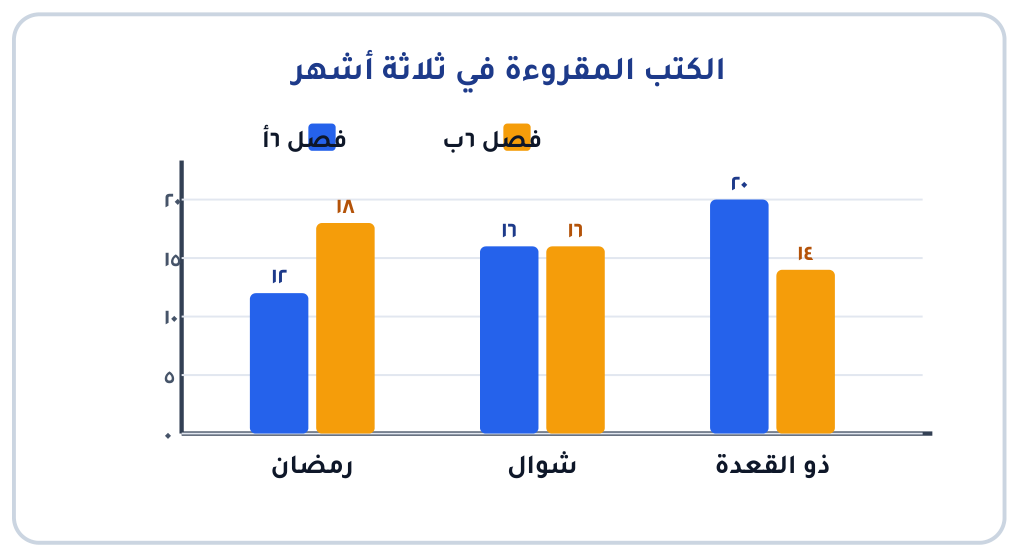 الكتب المقروءة في ثلاثة أشهر
فصل ٦ب
فصل ٦أ
٢٠
١٨
٢٠
١٦
١٦
١٥
١٤
١٢
١٠
٥
٠
ذو القعدة
شوال
رمضان